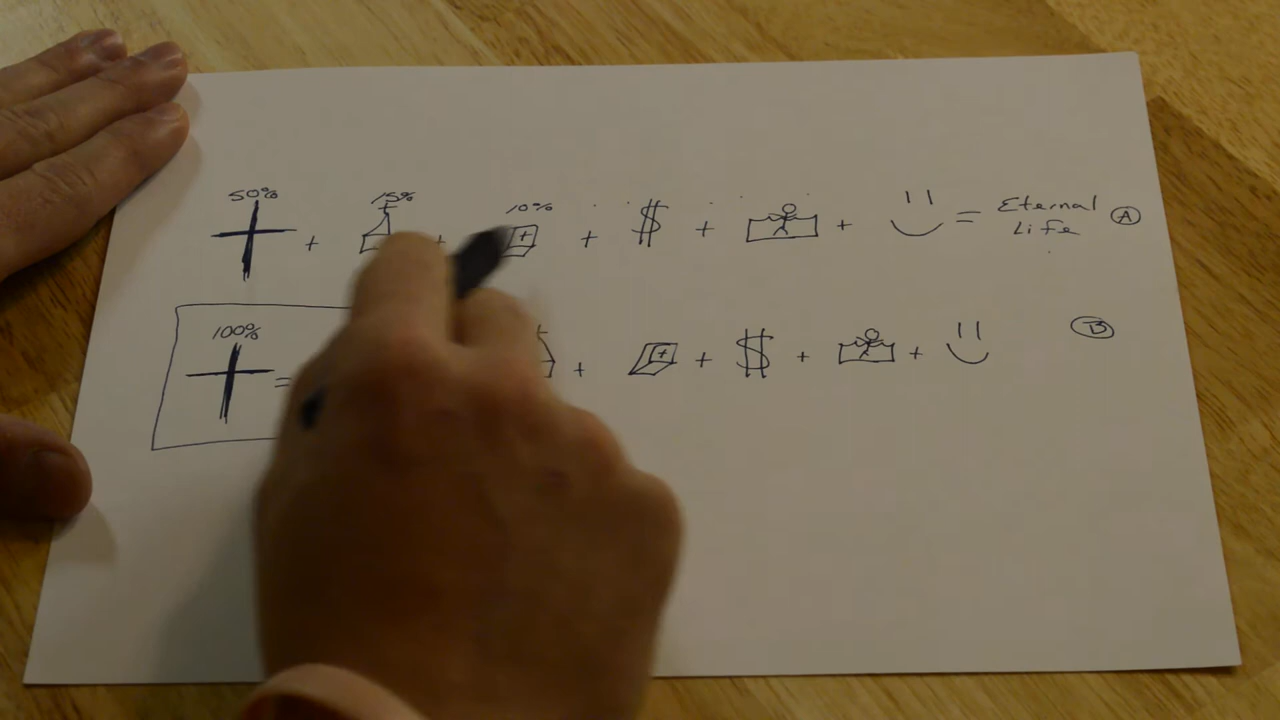 50% 15% 10%
+ + + + $ + + = Eternal Life A
100%
= + + $ + + B